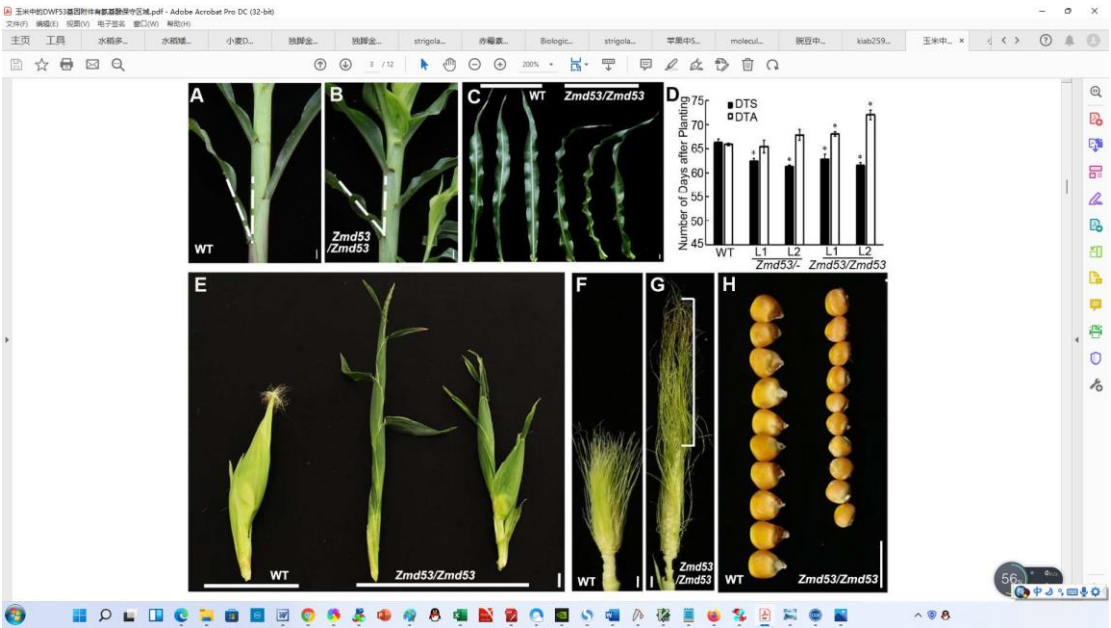 玉米中的DWF53基因附件有氨基酸保守区域.pdf - Adobe Acrobat Pro DC (32-bit)
文件(F) 编辑(E) 视图(V) 电子签名 窗口(W) 帮助(H)
主页 工具 水稻多... 水稻矮... 小麦D... 独脚金... 独脚金... strigola... 赤霉素... Biologic... strigola... 苹果中S... molecul... 豌豆中... kiab259... 玉米中... ×
3 / 12 200%
A B C WT Zmd53/Zmd53 D
WT
Zmd53
/Zmd53
Number of Days after Planting
75 70 65 60 55 50 45
DTS
DTA
* * * * * *
WT L1 L2 L1 L2
Zmd53/- Zmd53/Zmd53
E F G H
WT Zmd53/Zmd53
WT
Zmd53
/Zmd53
WT Zmd53/Zmd53
56
中